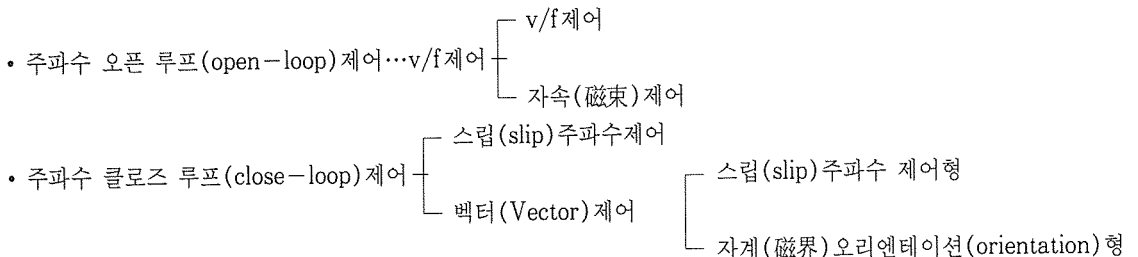 v/f제어
• 주파수 오픈 루프(open-loop)제어…v/f제어
자속(磁束)제어
스립(slip)주파수제어
• 주파수 클로즈 루프(close-loop)제어
스립(slip)주파수 제어형
벡터(Vector)제어
자계(磁界)오리엔테이션(orientation)형